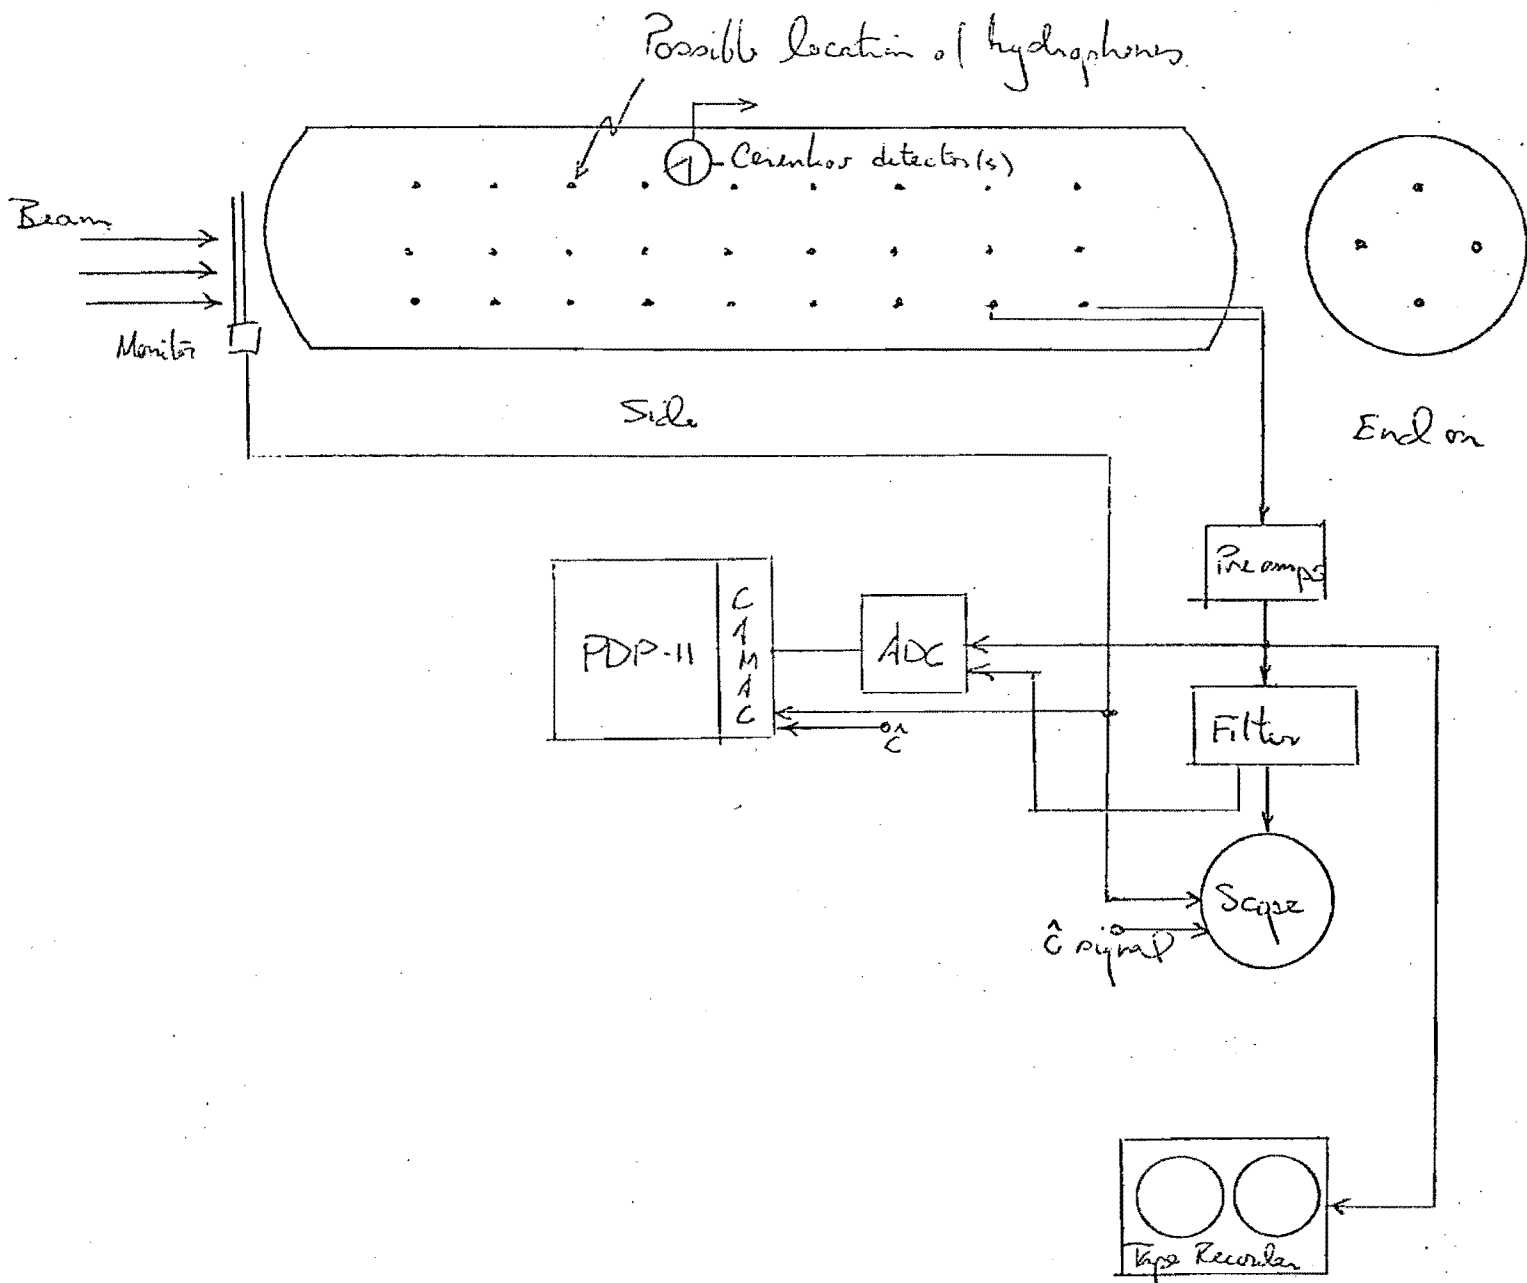 Possible location of hydrophones
Cerenkov detector(s)
Beam
Monitor
Side
End on
Preamps
PDP-11
CAMAC
ADC
Ĉ
Filter
Scope
Ĉ signal
Tape Recorder